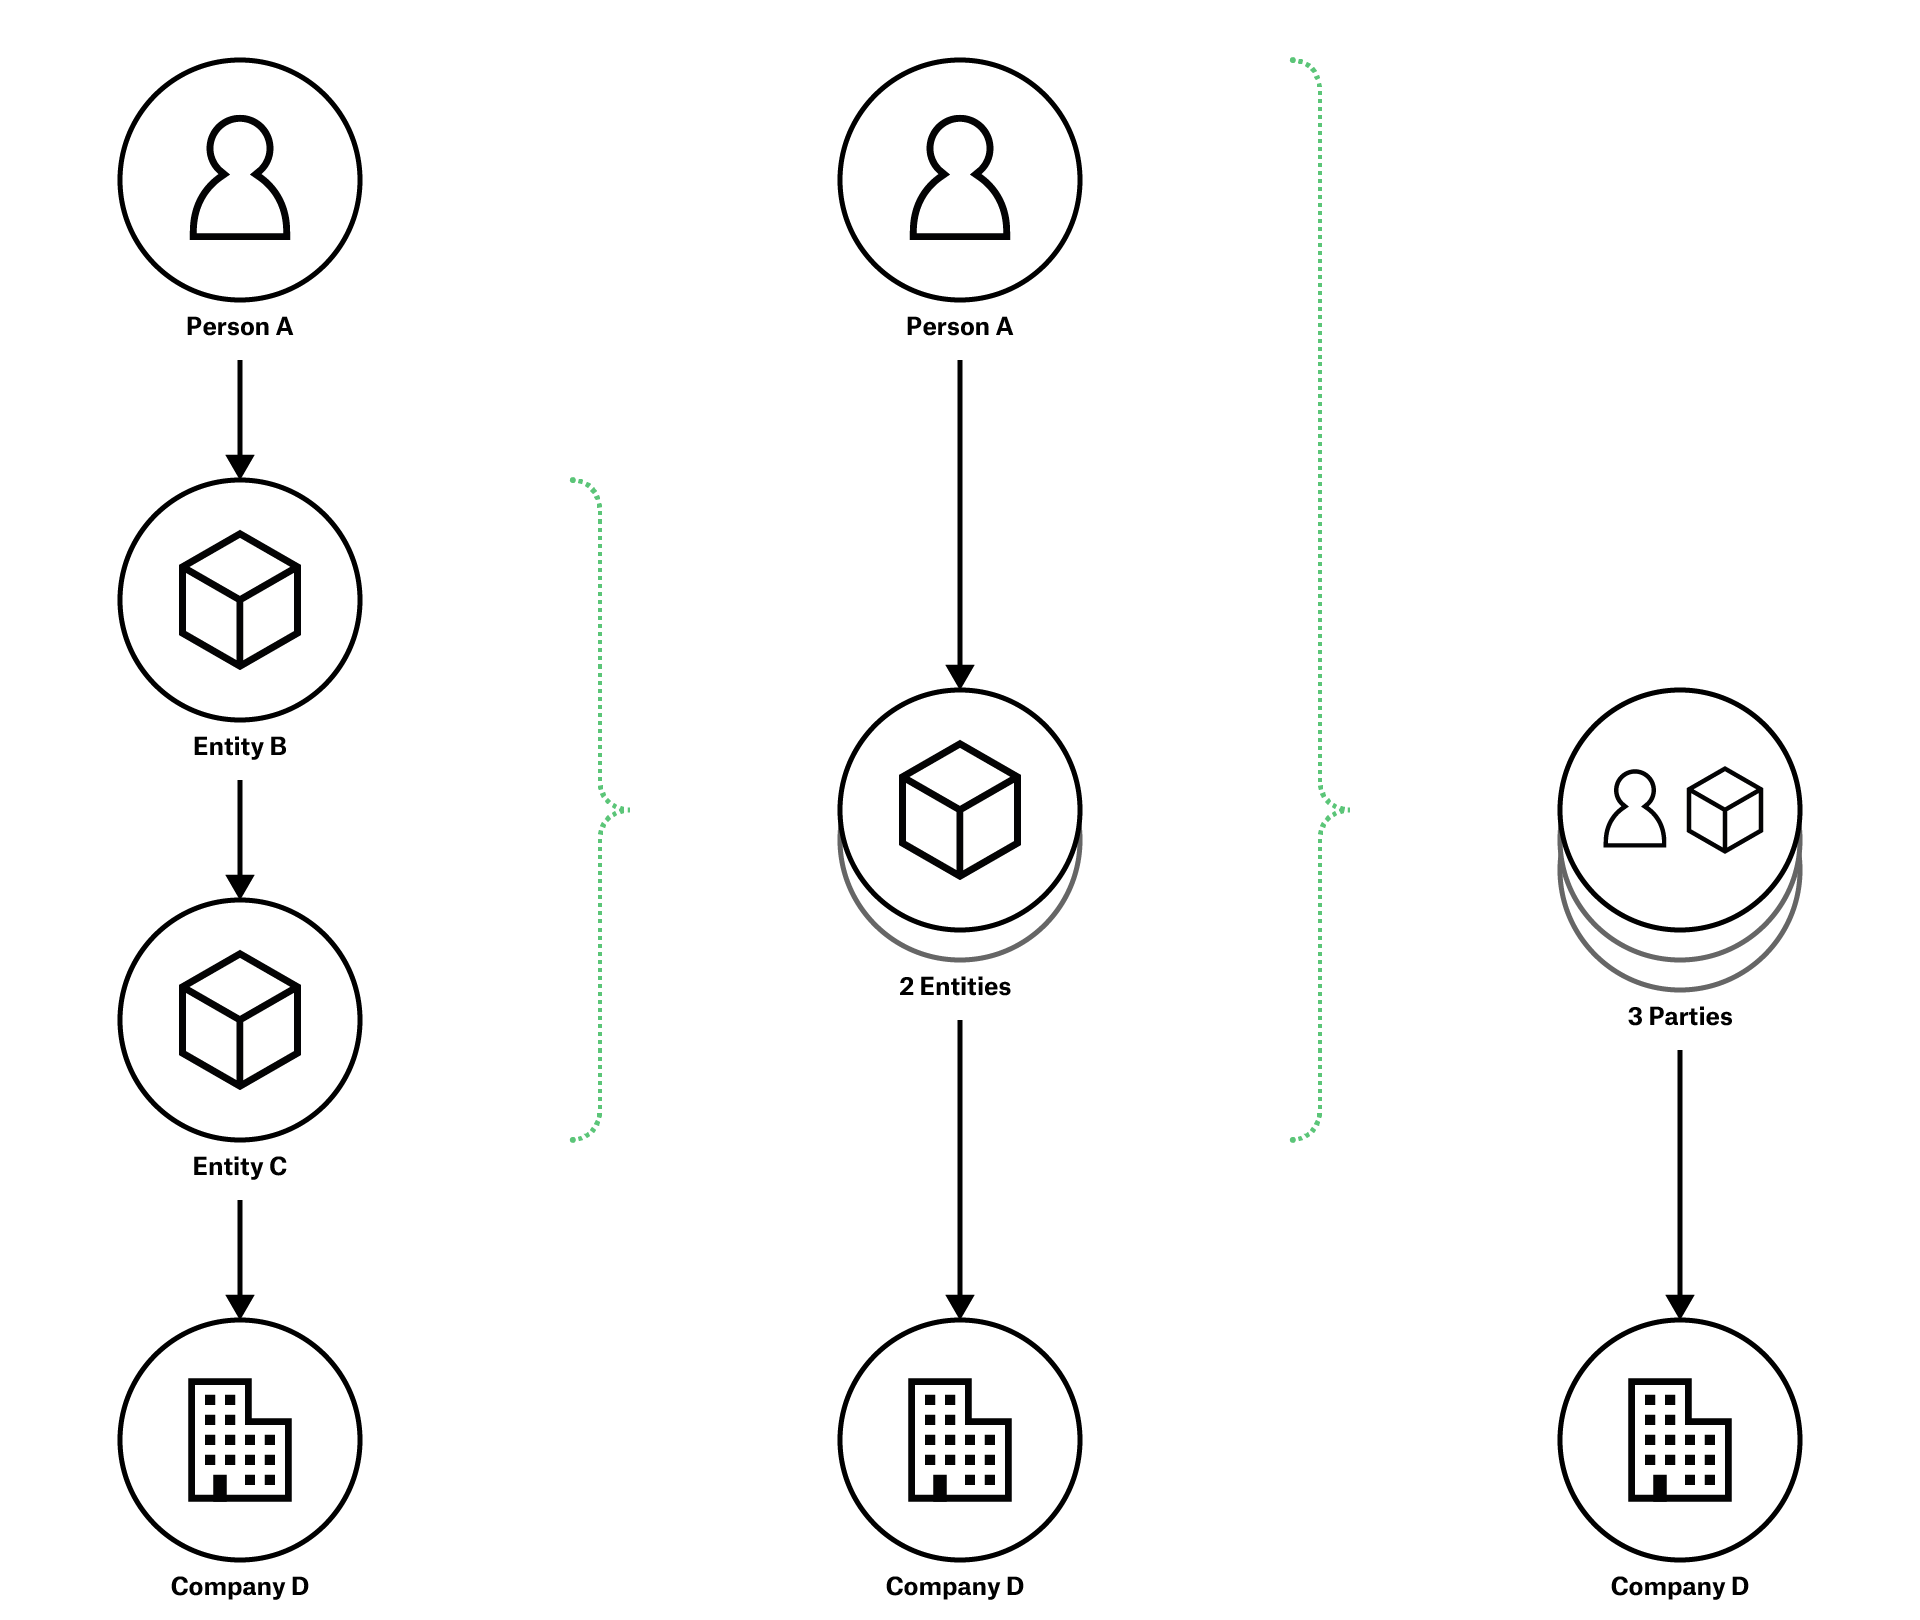 Person A
Entity B
Entity C
Company D
Person A
2 Entities
Company D
3 Parties
Company D